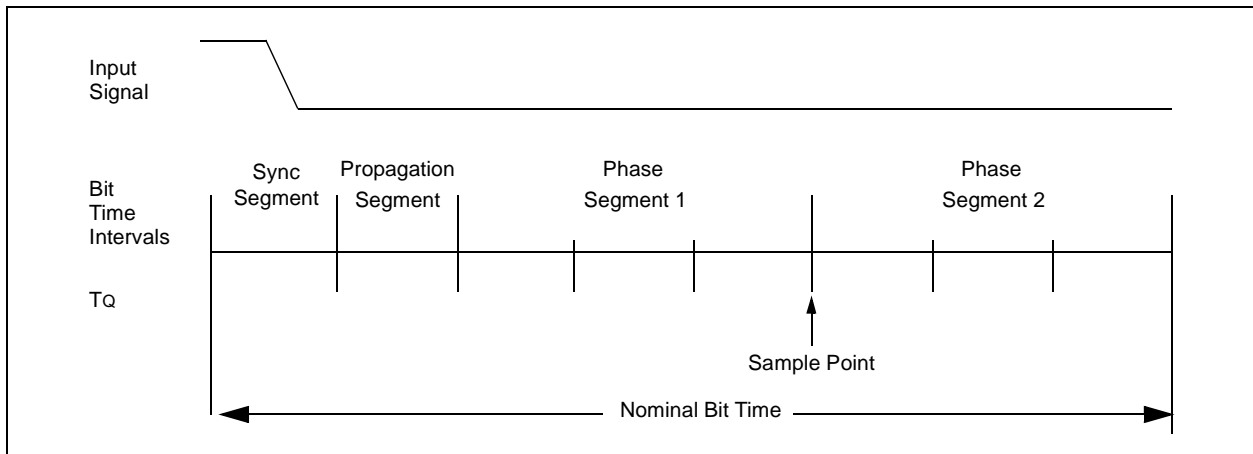 Input
Signal
Sync
Segment
Propagation
Segment
Phase
Segment 1
Phase
Segment 2
Bit
Time
Intervals
TQ
Sample Point
Nominal Bit Time